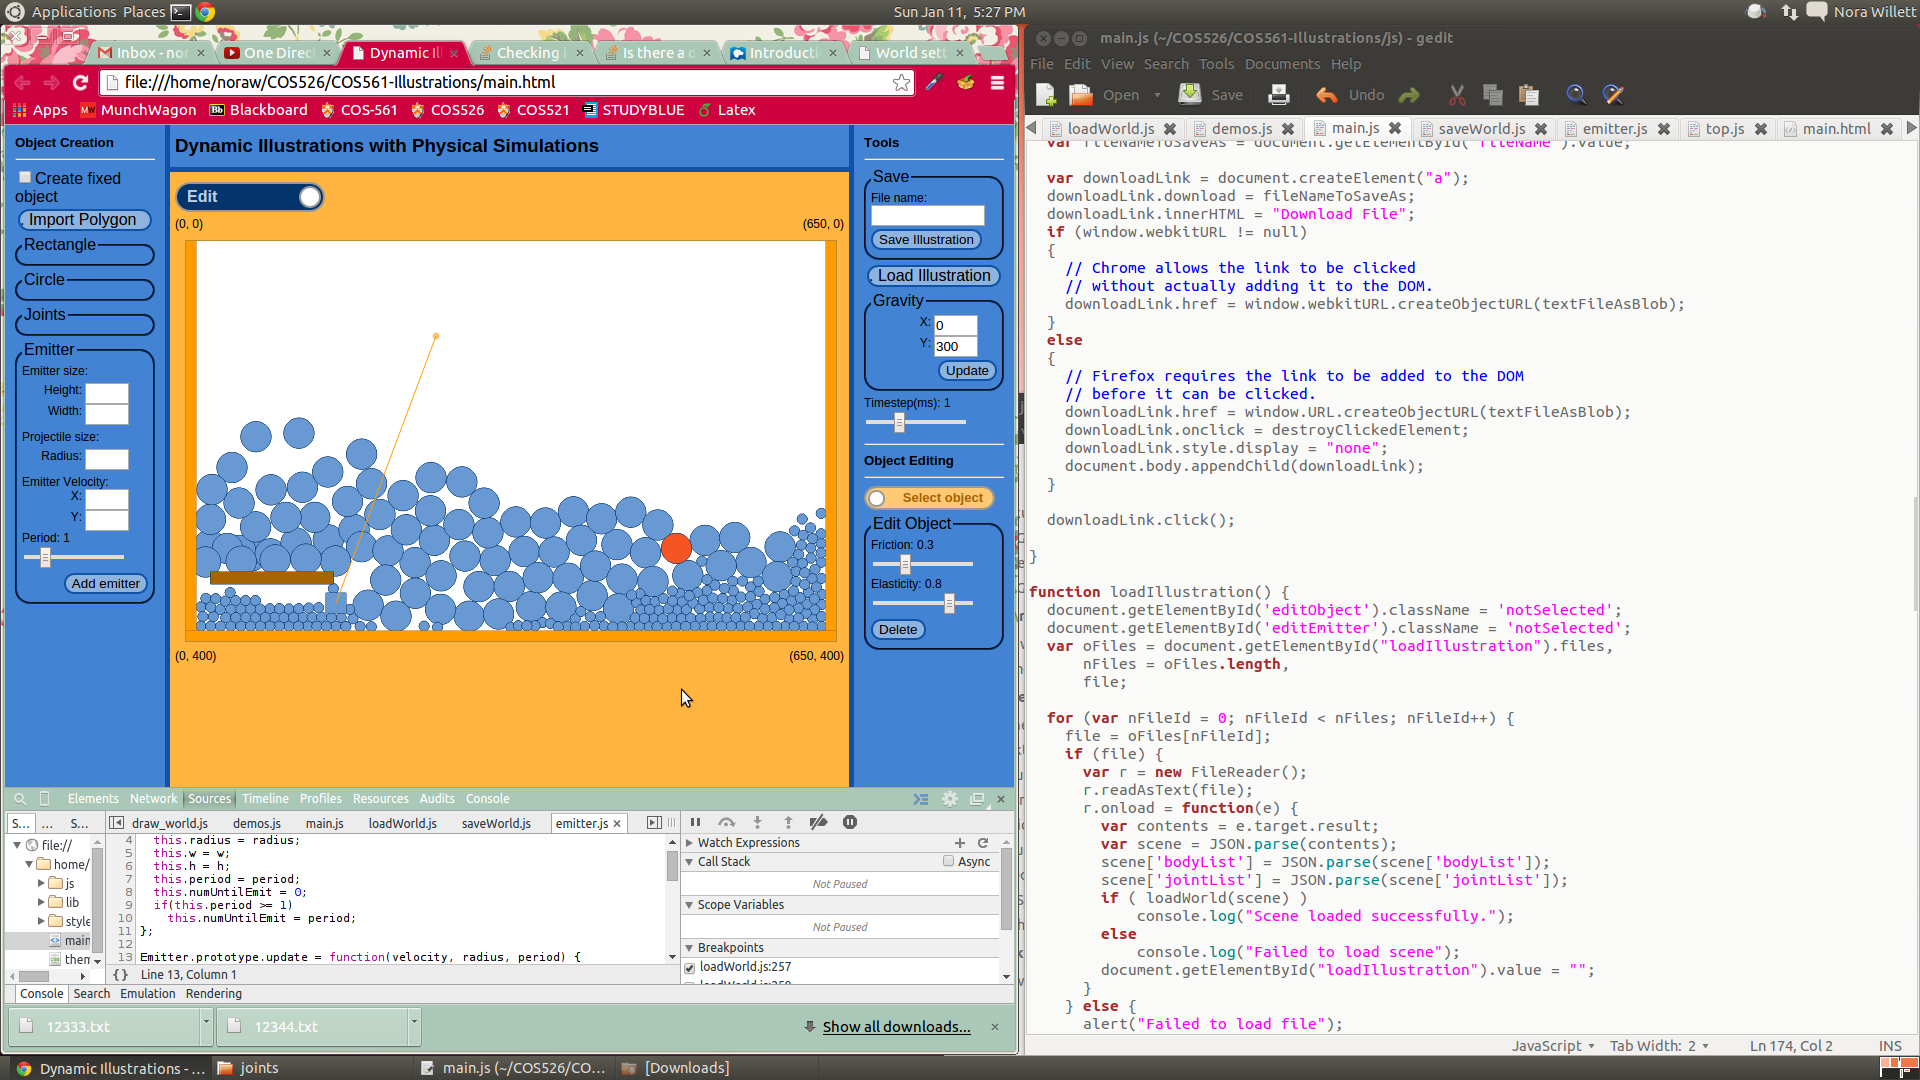 Applications Places
Sun Jan 11, 5:27 PM
Nora Willett
Inbox - nor
One Direc
Dynamic Il
Checking i
Is there a d
Introducti
World sett
file:///home/noraw/COS526/COS561-Illustrations/main.html
Apps MunchWagon Blackboard COS-561 COS526 COS521 STUDYBLUE Latex
Object Creation
Create fixed
object
Import Polygon
Rectangle
Circle
Joints
Emitter
Emitter size:
Height:
Width:
Projectile size:
Radius:
Emitter Velocity:
X:
Y:
Period: 1
Add emitter
Dynamic Illustrations with Physical Simulations
Edit
(0, 0)
(650, 0)
(0, 400)
(650, 400)
Tools
Save
File name:
Save Illustration
Load Illustration
Gravity
X: 0
Y: 300
Update
Timestep(ms): 1
Object Editing
Select object
Edit Object
Friction: 0.3
Elasticity: 0.8
Delete
Elements Network Sources Timeline Profiles Resources Audits Console
S... ... S...
draw_world.js demos.js main.js loadWorld.js saveWorld.js emitter.js
file://
home/
js
lib
style
main
them
4 this.radius = radius;
5 this.w = w;
6 this.h = h;
7 this.period = period;
8 this.numUntilEmit = 0;
9 if(this.period >= 1)
10 this.numUntilEmit = period;
11 };
12
13 Emitter.prototype.update = function(velocity, radius, period) {
{} Line 13, Column 1
Watch Expressions
Call Stack
Async
Not Paused
Scope Variables
Not Paused
Breakpoints
loadWorld.js:257
Console Search Emulation Rendering
12333.txt
12344.txt
Show all downloads...
main.js (~/COS526/COS561-Illustrations/js) - gedit
File Edit View Search Tools Documents Help
Open Save Undo
loadWorld.js demos.js main.js saveWorld.js emitter.js top.js main.html
var fileNameToSaveAs = document.getElementById("fileName").value;
var downloadLink = document.createElement("a");
downloadLink.download = fileNameToSaveAs;
downloadLink.innerHTML = "Download File";
if (window.webkitURL != null)
{
// Chrome allows the link to be clicked
// without actually adding it to the DOM.
downloadLink.href = window.webkitURL.createObjectURL(textFileAsBlob);
}
else
{
// Firefox requires the link to be added to the DOM
// before it can be clicked.
downloadLink.href = window.URL.createObjectURL(textFileAsBlob);
downloadLink.onclick = destroyClickedElement;
downloadLink.style.display = "none";
document.body.appendChild(downloadLink);
}
downloadLink.click();
}
function loadIllustration() {
document.getElementById('editObject').className = 'notSelected';
document.getElementById('editEmitter').className = 'notSelected';
var oFiles = document.getElementById("loadIllustration").files,
nFiles = oFiles.length,
file;
for (var nFileId = 0; nFileId < nFiles; nFileId++) {
file = oFiles[nFileId];
if (file) {
var r = new FileReader();
r.readAsText(file);
r.onload = function(e) {
var contents = e.target.result;
var scene = JSON.parse(contents);
scene['bodyList'] = JSON.parse(scene['bodyList']);
scene['jointList'] = JSON.parse(scene['jointList']);
if ( loadWorld(scene) )
console.log("Scene loaded successfully.");
else
console.log("Failed to load scene");
document.getElementById("loadIllustration").value = "";
}
} else {
alert("Failed to load file");
JavaScript Tab Width: 2 Ln 174, Col 2 INS
Dynamic Illustrations - ...
joints
main.js (~/COS526/CO...
[Downloads]